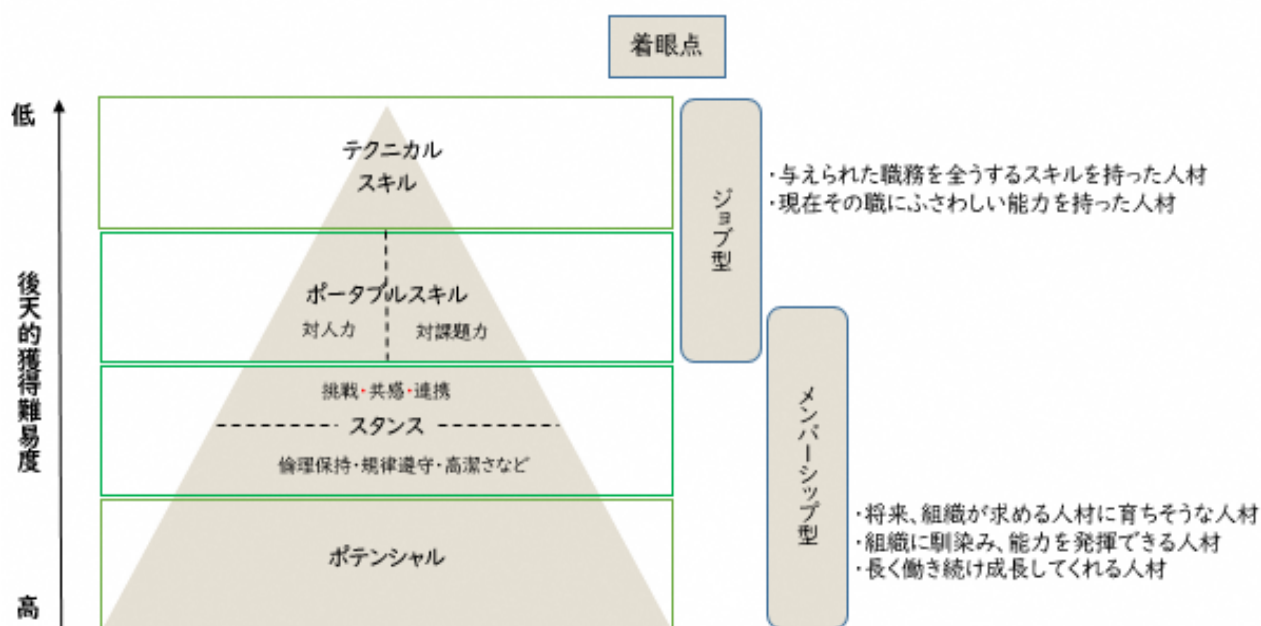 着眼点
低
テクニカル
スキル
ジョブ型
・与えられた職務を全うするスキルを持った人材
・現在その職にふさわしい能力を持った人材
後天的獲得難易度
ポータブルスキル
対人力
対課題力
挑戦・共感・連携
スタンス
倫理保持・規律遵守・高潔さなど
メンバーシップ型
・将来、組織が求める人材に育ちそうな人材
・組織に馴染み、能力を発揮できる人材
・長く働き続け成長してくれる人材
ポテンシャル
高